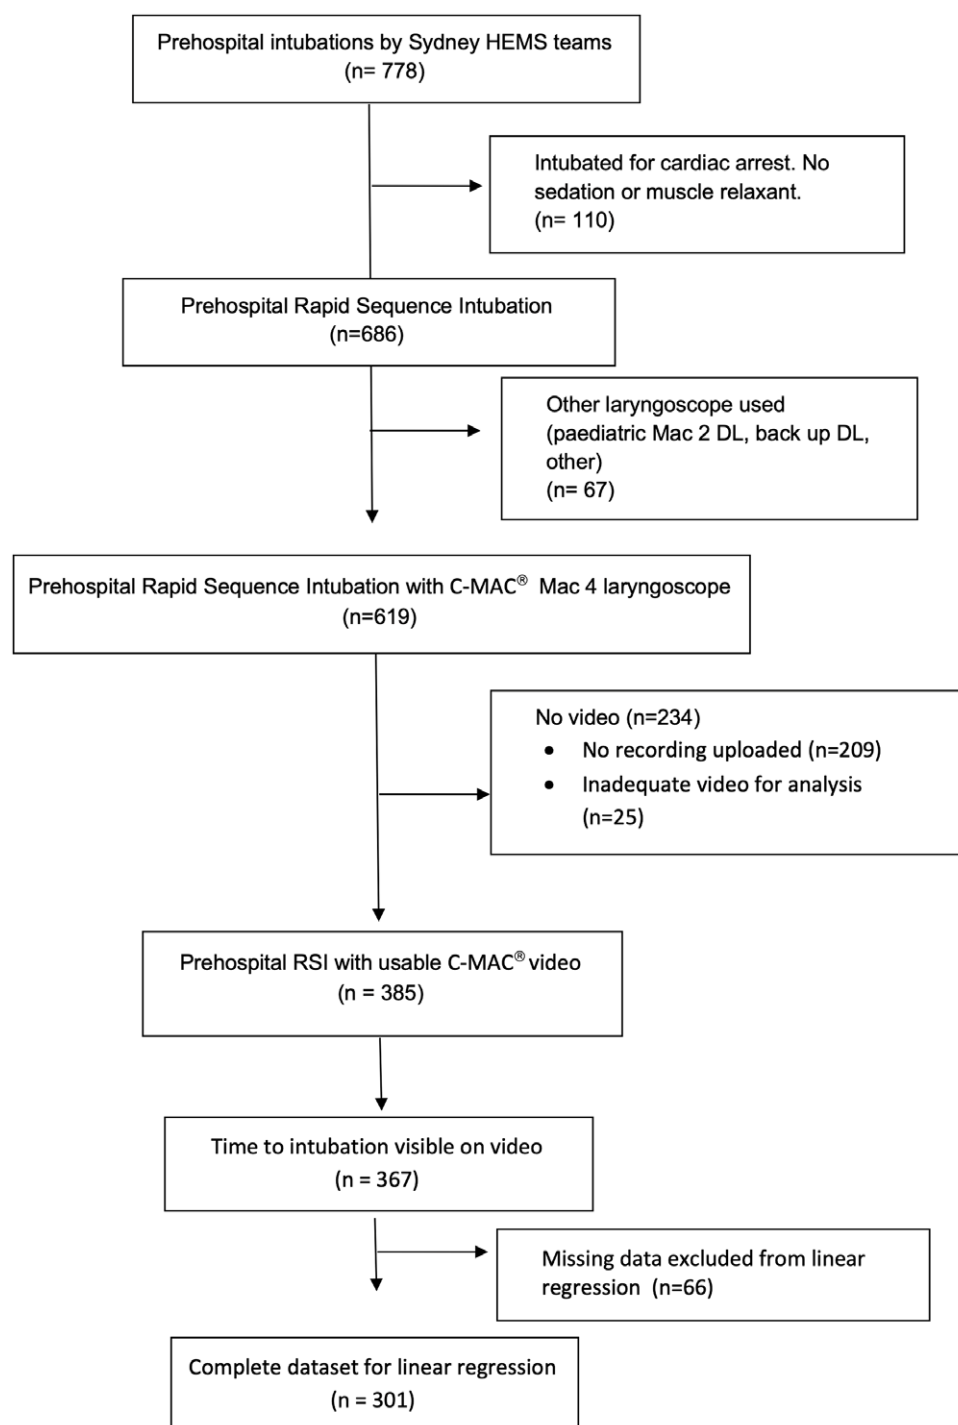 Prehospital intubations by Sydney HEMS teams
(n= 778)
Intubated for cardiac arrest. No
sedation or muscle relaxant.
(n= 110)
Prehospital Rapid Sequence Intubation
(n=686)
Other laryngoscope used
(paediatric Mac 2 DL, back up DL,
other)
(n= 67)
Prehospital Rapid Sequence Intubation with C-MAC® Mac 4 laryngoscope
(n=619)
No video (n=234)
• No recording uploaded (n=209)
• Inadequate video for analysis
(n=25)
Prehospital RSI with usable C-MAC® video
(n = 385)
Time to intubation visible on video
(n = 367)
Missing data excluded from linear
regression (n=66)
Complete dataset for linear regression
(n = 301)